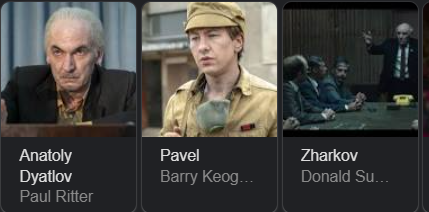 Anatoly
Dyatlov
Paul Ritter
Pavel
Barry Keog...
Zharkov
Donald Su...